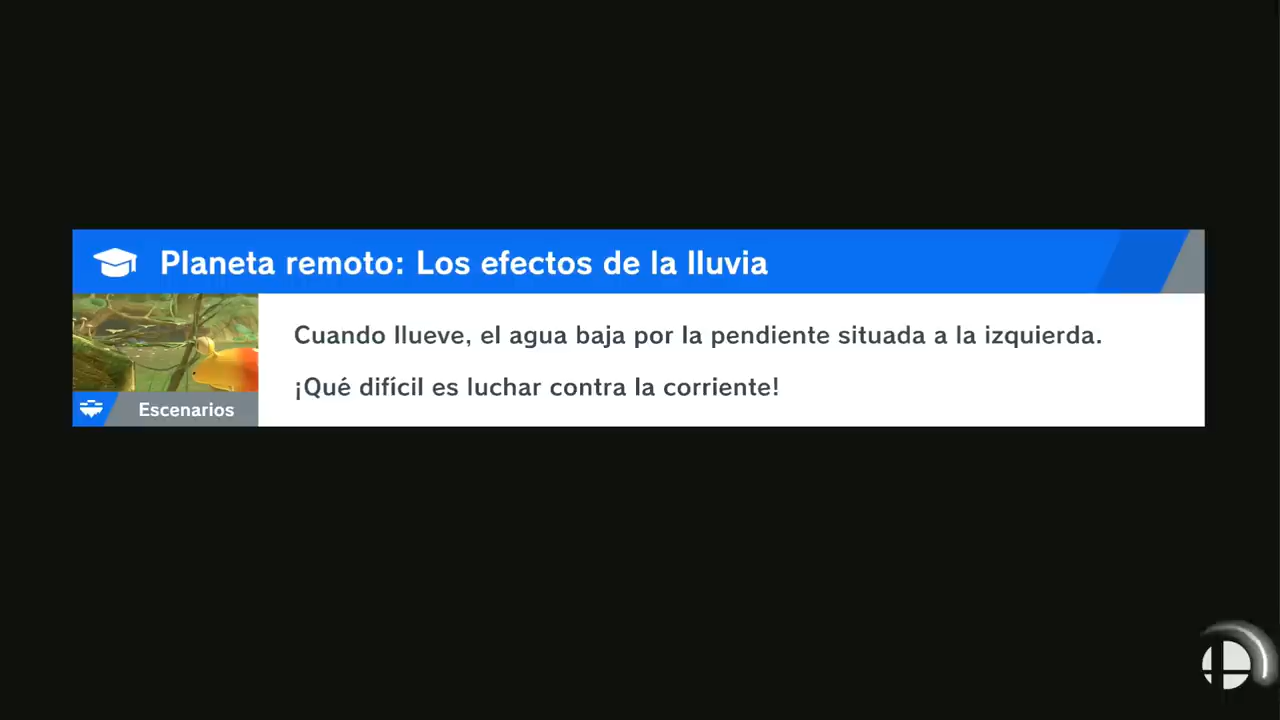 Planeta remoto: Los efectos de la lluvia
Cuando llueve, el agua baja por la pendiente situada a la izquierda.
¡Qué difícil es luchar contra la corriente!
Escenarios